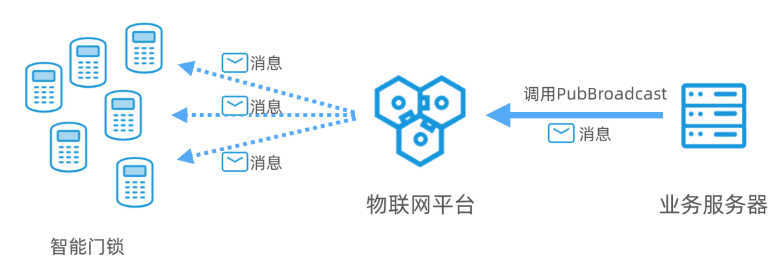 消息
消息
消息
调用PubBroadcast
消息
物联网平台
业务服务器
智能门锁